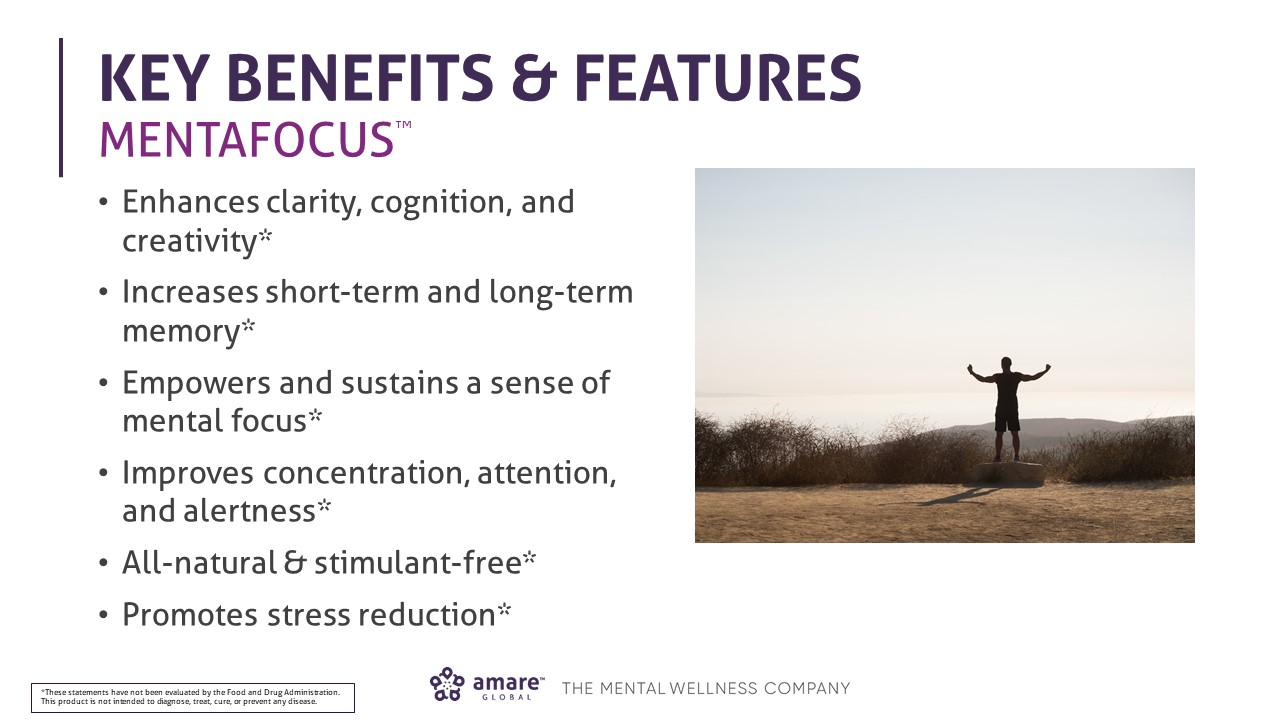 KEY BENEFITS & FEATURES
MENTAFOCUS™
• Enhances clarity, cognition, and
creativity*
• Increases short-term and long-term
memory*
• Empowers and sustains a sense of
mental focus*
• Improves concentration, attention,
and alertness*
• All-natural & stimulant-free*
• Promotes stress reduction*
*These statements have not been evaluated by the Food and Drug Administration.
This product is not intended to diagnose, treat, cure, or prevent any disease.
amare™
GLOBAL
THE MENTAL WELLNESS COMPANY